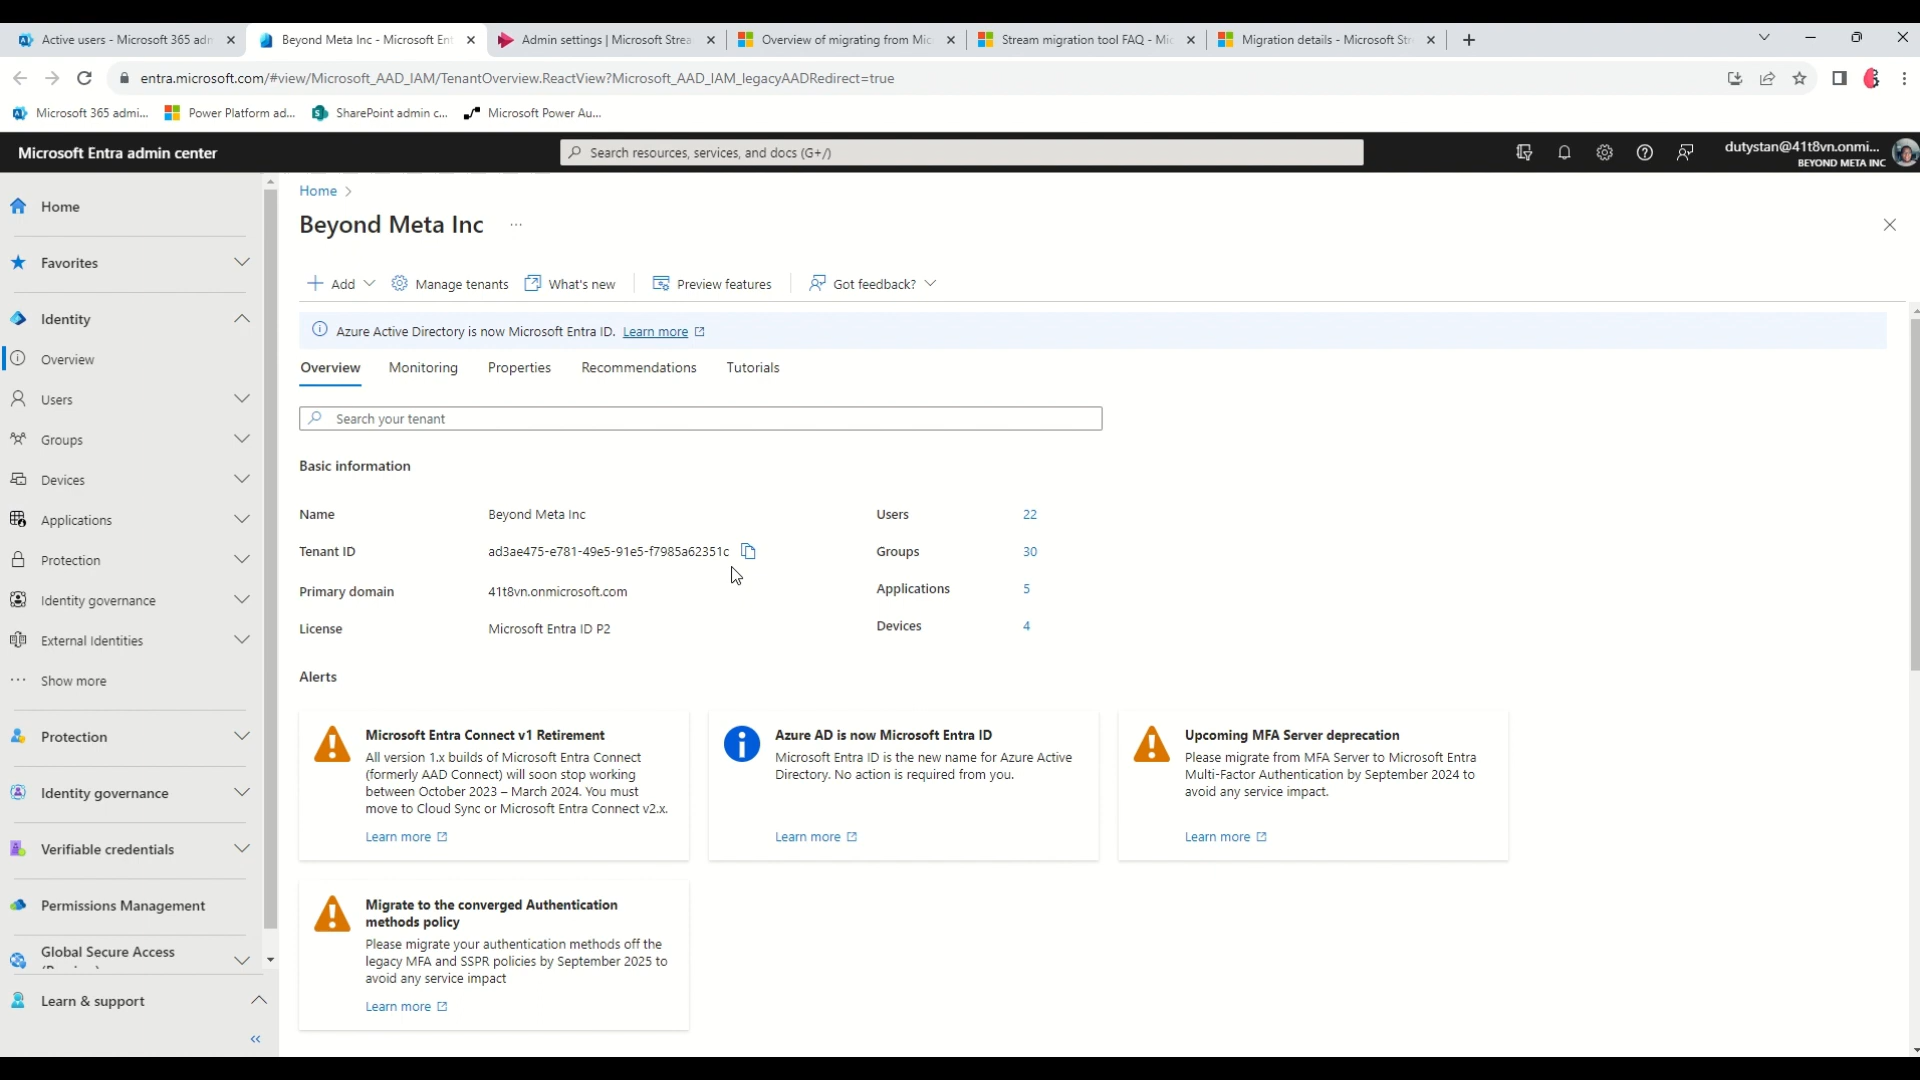 Active users - Microsoft 365 adm
Beyond Meta Inc - Microsoft Ent
Admin settings | Microsoft Strea
Overview of migrating from Mic
Stream migration tool FAQ - Mic
Migration details - Microsoft Str
entra.microsoft.com/#view/Microsoft_AAD_IAM/TenantOverview.ReactView?Microsoft_AAD_IAM_legacyAADRedirect=true
Microsoft 365 admi...
Power Platform ad...
SharePoint admin c...
Microsoft Power Au...
Microsoft Entra admin center
Search resources, services, and docs (G+/)
dutystan@41t8vn.onmi...
BEYOND META INC
Home
Favorites
Identity
Overview
Users
Groups
Devices
Applications
Protection
Identity governance
External Identities
Show more
Protection
Identity governance
Verifiable credentials
Permissions Management
Global Secure Access
Learn & support
Home
Beyond Meta Inc
Add
Manage tenants
What's new
Preview features
Got feedback?
Azure Active Directory is now Microsoft Entra ID. Learn more
Overview
Monitoring
Properties
Recommendations
Tutorials
Search your tenant
Basic information
Name
Beyond Meta Inc
Users
22
Tenant ID
ad3ae475-e781-49e5-91e5-f7985a62351c
Groups
30
Primary domain
41t8vn.onmicrosoft.com
Applications
5
License
Microsoft Entra ID P2
Devices
4
Alerts
Microsoft Entra Connect v1 Retirement
All version 1.x builds of Microsoft Entra Connect
(formerly AAD Connect) will soon stop working
between October 2023 – March 2024. You must
move to Cloud Sync or Microsoft Entra Connect v2.x.
Learn more
Azure AD is now Microsoft Entra ID
Microsoft Entra ID is the new name for Azure Active
Directory. No action is required from you.
Learn more
Upcoming MFA Server deprecation
Please migrate from MFA Server to Microsoft Entra
Multi-Factor Authentication by September 2024 to
avoid any service impact.
Learn more
Migrate to the converged Authentication
methods policy
Please migrate your authentication methods off the
legacy MFA and SSPR policies by September 2025 to
avoid any service impact
Learn more